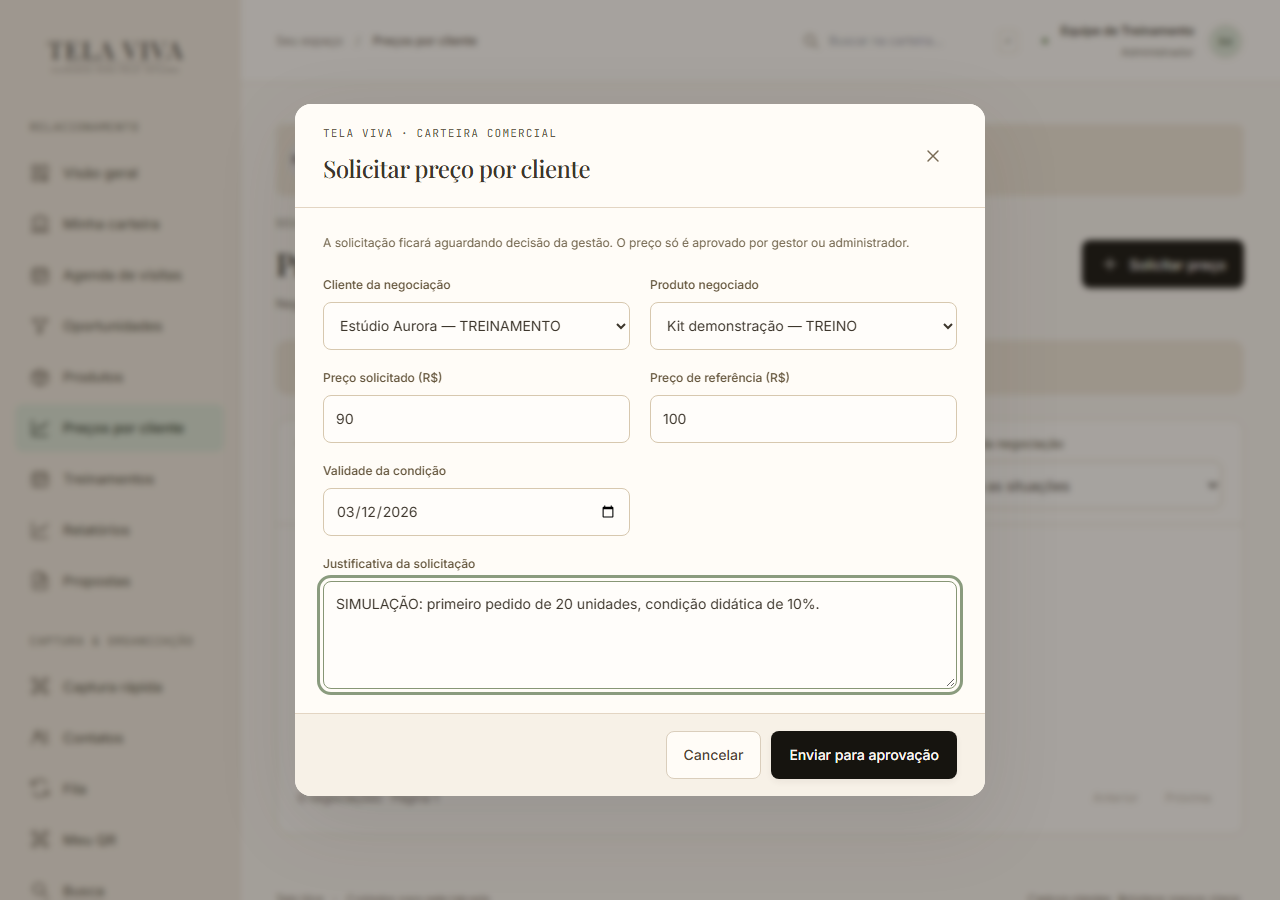 TELA VIVA
Preços por cliente
Equipe de Treinamento
Visão geral
Minha carteira
Agenda de visitas
Oportunidades
Produtos
Preços por cliente
Treinamentos
Relatórios
Propostas
Captura rápida
Contatos
Fila
Meu QR
Busca
Solicitar preço
TELA VIVA · CARTEIRA COMERCIAL
Solicitar preço por cliente
A solicitação ficará aguardando decisão da gestão. O preço só é aprovado por gestor ou administrador.
Cliente da negociação
Produto negociado
Estúdio Aurora — TREINAMENTO
Kit demonstração — TREINO
Preço solicitado (R$)
Preço de referência (R$)
90
100
Validade da condição
03/12/2026
Justificativa da solicitação
SIMULAÇÃO: primeiro pedido de 20 unidades, condição didática de 10%.
Cancelar
Enviar para aprovação